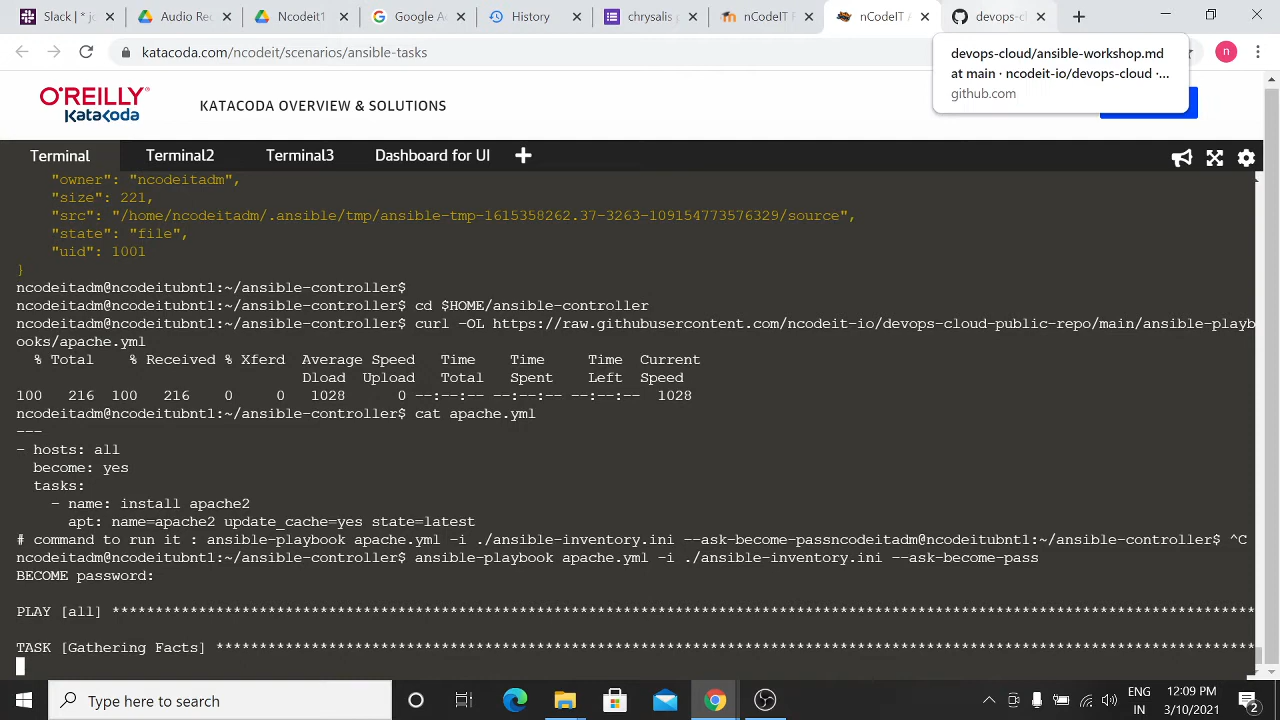 Slack | *
Audio Rec
Ncodeit1
Google A
History
chrysalis p
nCodeIT F
nCodeIT A
devops-cl
katacoda.com/ncodeit/scenarios/ansible-tasks
n
devops-cloud/ansible-workshop.md
at main · ncodeit-io/devops-cloud ·...
github.com
O'REILLY
Katacoda
KATACODA OVERVIEW & SOLUTIONS
Terminal
Terminal2
Terminal3
Dashboard for UI
"owner": "ncodeitadm",
"size": 221,
"src": "/home/ncodeitadm/.ansible/tmp/ansible-tmp-1615358262.37-3263-109154773576329/source",
"state": "file",
"uid": 1001
}
ncodeitadm@ncodeitubnt1:~/ansible-controller$
ncodeitadm@ncodeitubnt1:~/ansible-controller$ cd $HOME/ansible-controller
ncodeitadm@ncodeitubnt1:~/ansible-controller$ curl -OL https://raw.githubusercontent.com/ncodeit-io/devops-cloud-public-repo/main/ansible-playb
ooks/apache.yml
% Total % Received % Xferd Average Speed Time Time Time Current
Dload Upload Total Spent Left Speed
100 216 100 216 0 0 1028 0 --:--:-- --:--:-- --:--:-- 1028
ncodeitadm@ncodeitubnt1:~/ansible-controller$ cat apache.yml
---
- hosts: all
become: yes
tasks:
- name: install apache2
apt: name=apache2 update_cache=yes state=latest
# command to run it : ansible-playbook apache.yml -i ./ansible-inventory.ini --ask-become-passncodeitadm@ncodeitubnt1:~/ansible-controller$ ^C
ncodeitadm@ncodeitubnt1:~/ansible-controller$ ansible-playbook apache.yml -i ./ansible-inventory.ini --ask-become-pass
BECOME password:
PLAY [all] ************************************************************************************************************************************
TASK [Gathering Facts] ************************************************************************************************************************
Type here to search
ENG
IN
12:09 PM
3/10/2021
2